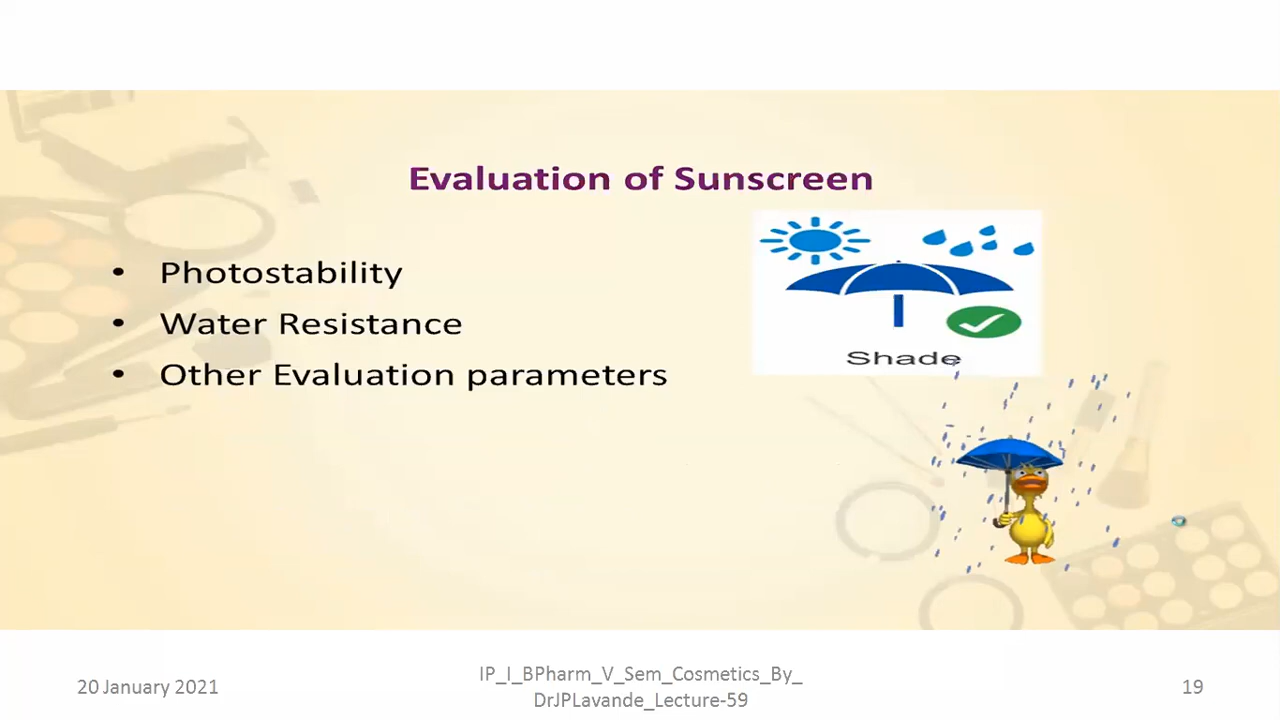 Evaluation of Sunscreen
• Photostability
• Water Resistance
• Other Evaluation parameters
Shade
20 January 2021
IP_I_BPharm_V_Sem_Cosmetics_By_
DrJPLavande_Lecture-59
19